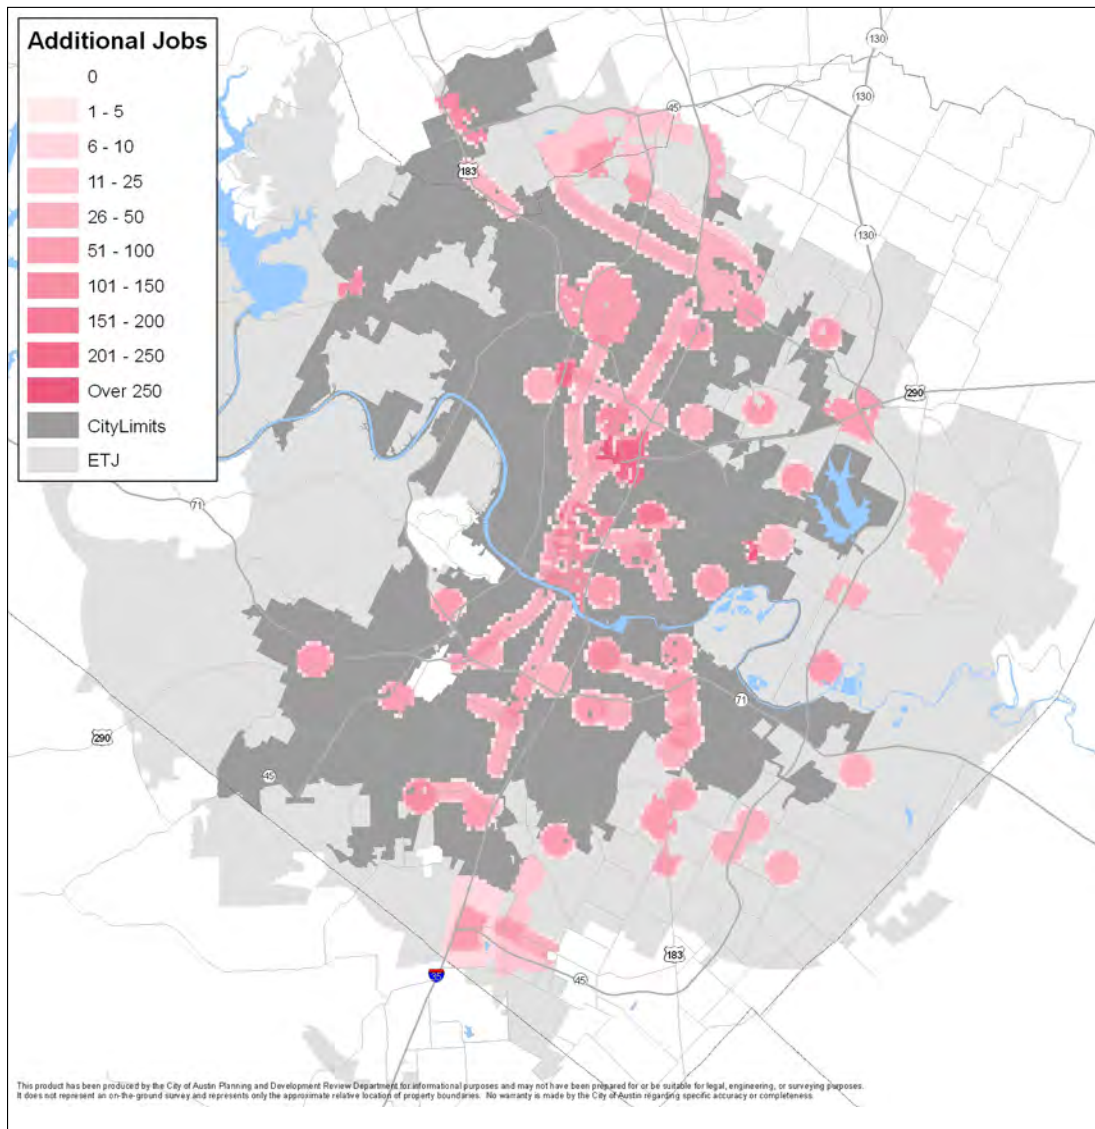 Additional Jobs
0
1 - 5
6 - 10
11 - 25
26 - 50
51 - 100
101 - 150
151 - 200
201 - 250
Over 250
CityLimits
ETJ
130
130
45
183
130
290
71
71
290
45
183
35
45
This product has been produced by the City of Austin Planning and Development Review Department for informational purposes and may not have been prepared for or be suitable for legal, engineering, or surveying purposes.
It does not represent an on-the-ground survey and represents only the approximate relative location of property boundaries. No warranty is made by the City of Austin regarding specific accuracy or completeness.